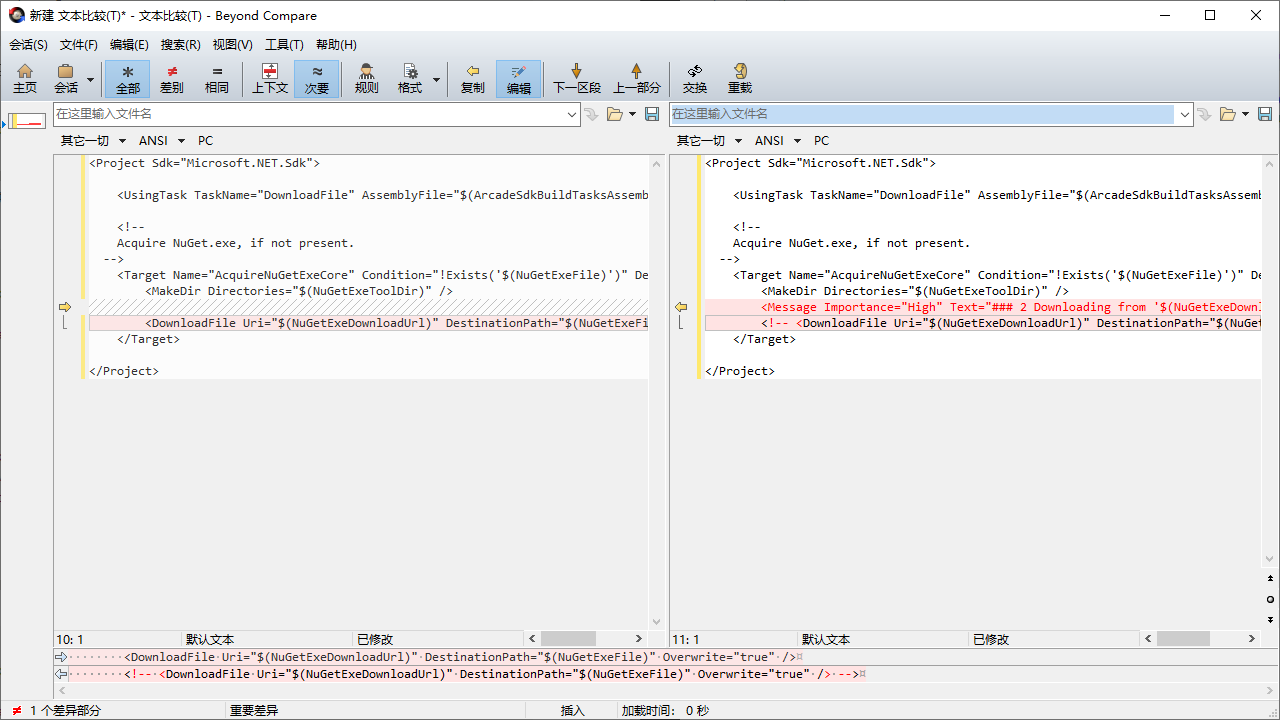 新建 文本比较(T)* - 文本比较(T) - Beyond Compare
会话(S) 文件(F) 编辑(E) 搜索(R) 视图(V) 工具(T) 帮助(H)
主页 会话 全部 差别 相同 上下文 次要 规则 格式 复制 编辑 下一区段 上一部分 交换 重载
在这里输入文件名
其它一切 ANSI PC
<Project Sdk="Microsoft.NET.Sdk">
<UsingTask TaskName="DownloadFile" AssemblyFile="$(ArcadeSdkBuildTasksAssemb
<!--
Acquire NuGet.exe, if not present.
-->
<Target Name="AcquireNuGetExeCore" Condition="!Exists('$(NuGetExeFile)')" De
<MakeDir Directories="$(NuGetExeToolDir)" />
<DownloadFile Uri="$(NuGetExeDownloadUrl)" DestinationPath="$(NuGetExeFi
</Target>
</Project>
10: 1 默认文本 已修改
在这里输入文件名
其它一切 ANSI PC
<Project Sdk="Microsoft.NET.Sdk">
<UsingTask TaskName="DownloadFile" AssemblyFile="$(ArcadeSdkBuildTasksAssemb
<!--
Acquire NuGet.exe, if not present.
-->
<Target Name="AcquireNuGetExeCore" Condition="!Exists('$(NuGetExeFile)')" De
<MakeDir Directories="$(NuGetExeToolDir)" />
<Message Importance="High" Text="### 2 Downloading from '$(NuGetExeDownl
<!-- <DownloadFile Uri="$(NuGetExeDownloadUrl)" DestinationPath="$(NuGet
</Target>
</Project>
11: 1 默认文本 已修改
<DownloadFile·Uri="$(NuGetExeDownloadUrl)"·DestinationPath="$(NuGetExeFile)"·Overwrite="true"·/>¤
<!--·<DownloadFile·Uri="$(NuGetExeDownloadUrl)"·DestinationPath="$(NuGetExeFile)"·Overwrite="true"·/>·-->¤
1 个差异部分 重要差异 插入 加载时间: 0 秒